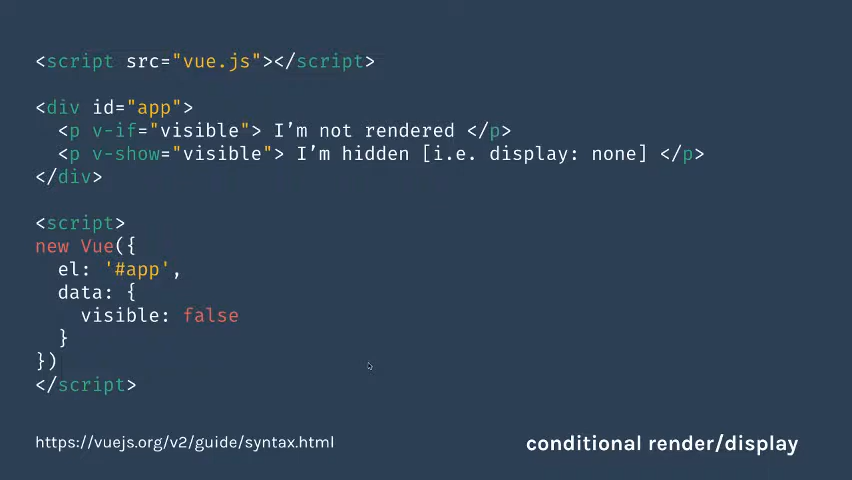 <script src="vue.js"></script>
<div id="app">
<p v-if="visible"> I’m not rendered </p>
<p v-show="visible"> I’m hidden [i.e. display: none] </p>
</div>
<script>
new Vue({
el: '#app',
data: {
visible: false
}
})
</script>
https://vuejs.org/v2/guide/syntax.html
conditional render/display